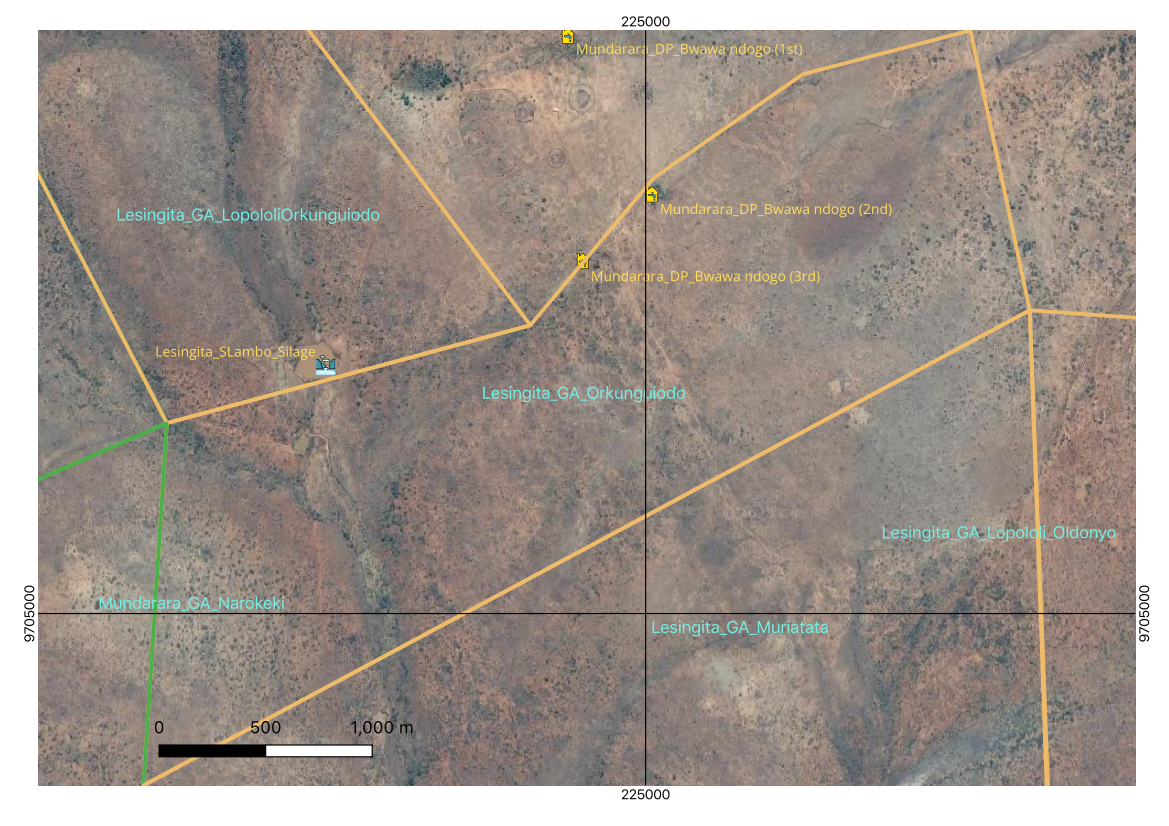 225000
Mundarara_DP_Bwawa ndogo (1st)
Mundarara_DP_Bwawa ndogo (2nd)
Lesingita_GA_LopololiOrkunguiodo
Mundarara_DP_Bwawa ndogo (3rd)
Lesingita_SLambo_Silage
Lesingita_GA_Orkunguiodo
Lesingita_GA_Lopololi_Oldonyo
Mundarara_GA_Narokeki
9705000
9705000
Lesingita_GA_Muriatata
0 500 1,000 m
225000